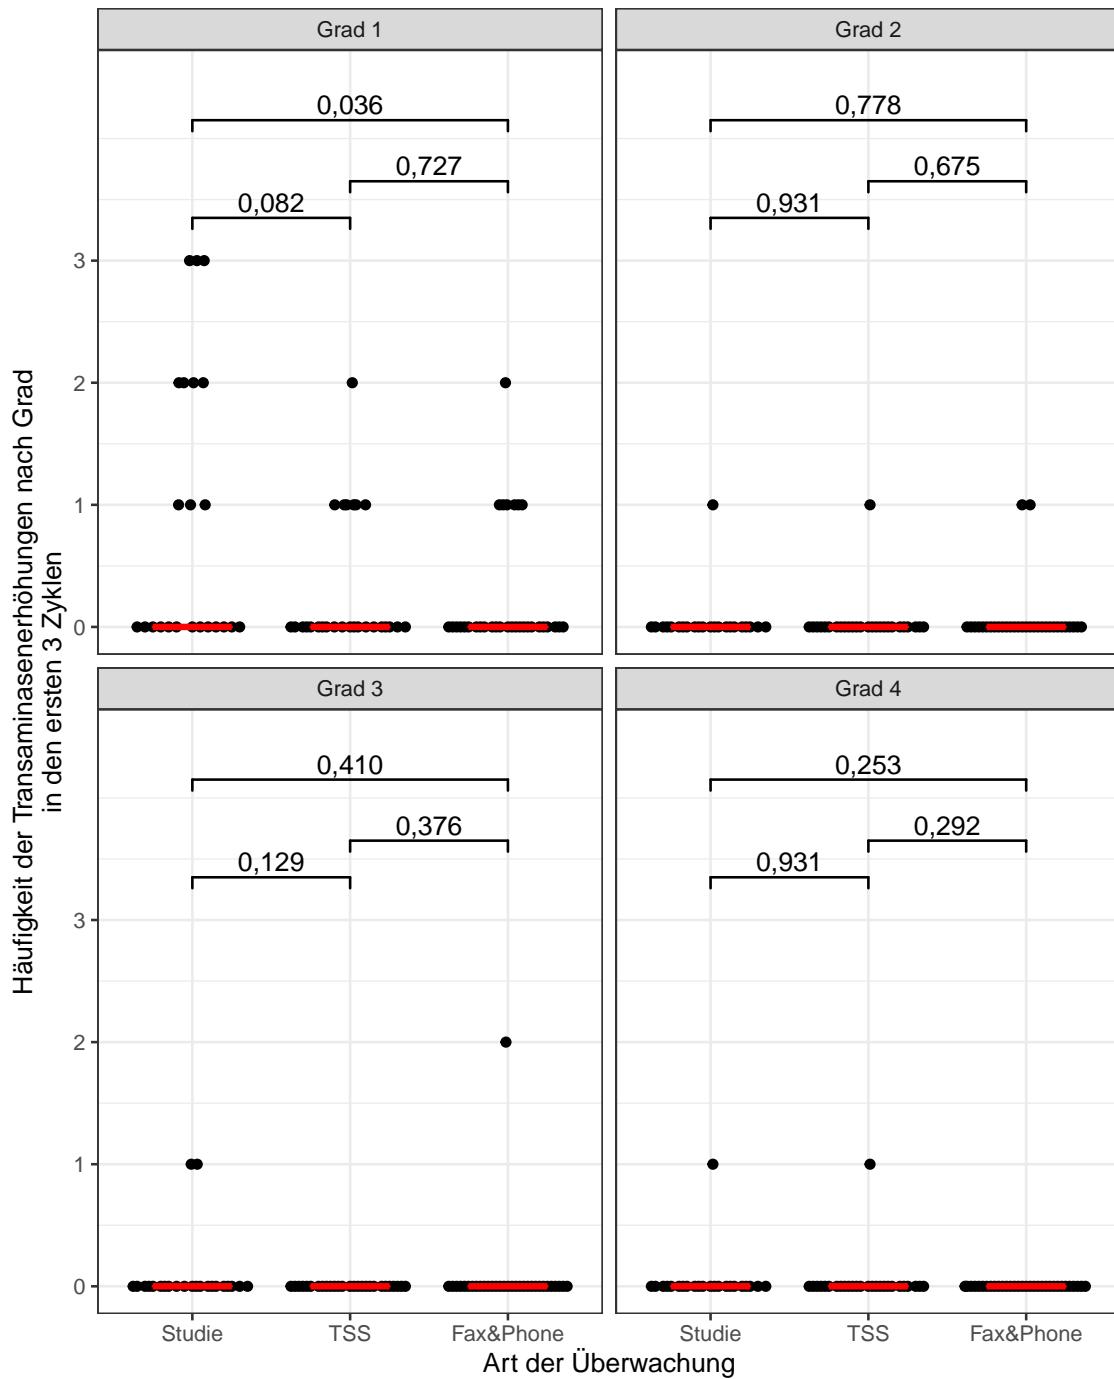 Grad 1
Grad 2
0,036
0,778
0,727
0,675
0,082
0,931
3
2
1
0
Grad 3
Grad 4
0,410
0,253
0,376
0,292
0,129
0,931
3
2
1
0
Studie TSS Fax&Phone
Studie TSS Fax&Phone
Art der Überwachung
Häufigkeit der Transaminasenerhöhungen nach Grad
in den ersten 3 Zyklen